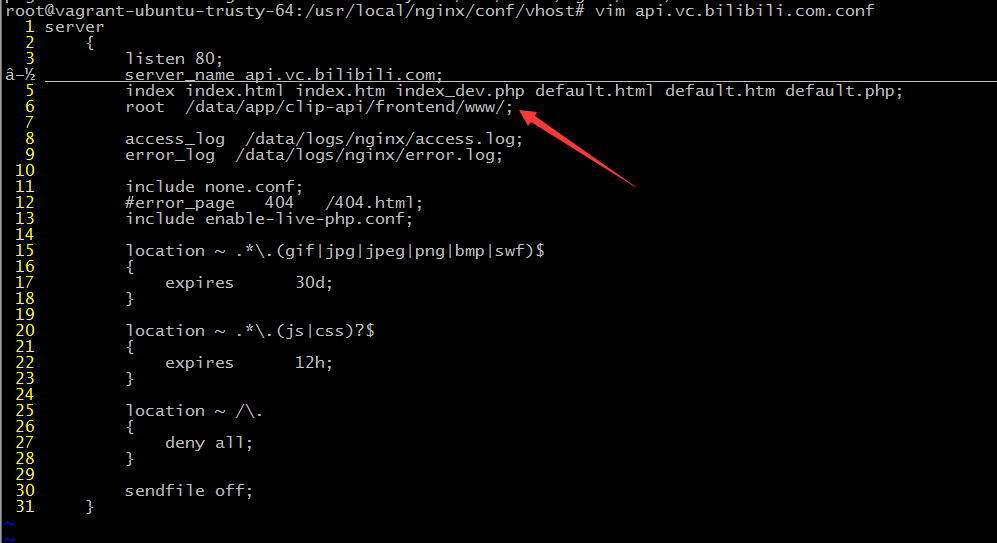 root@vagrant-ubuntu-trusty-64:/usr/local/nginx/conf/vhost# vim api.vc.bilibili.com.conf
1 server
2     {
3         listen 80;
â–½         server_name api.vc.bilibili.com;
5         index index.html index.htm index_dev.php default.html default.htm default.php;
6         root  /data/app/clip-api/frontend/www/;
7
8         access_log  /data/logs/nginx/access.log;
9         error_log  /data/logs/nginx/error.log;
10
11         include none.conf;
12         #error_page   404   /404.html;
13         include enable-live-php.conf;
14
15         location ~ .*\.(gif|jpg|jpeg|png|bmp|swf)$
16         {
17             expires      30d;
18         }
19
20         location ~ .*\.(js|css)?$
21         {
22             expires      12h;
23         }
24
25         location ~ /\.
26         {
27             deny all;
28         }
29
30         sendfile off;
31     }
~
~